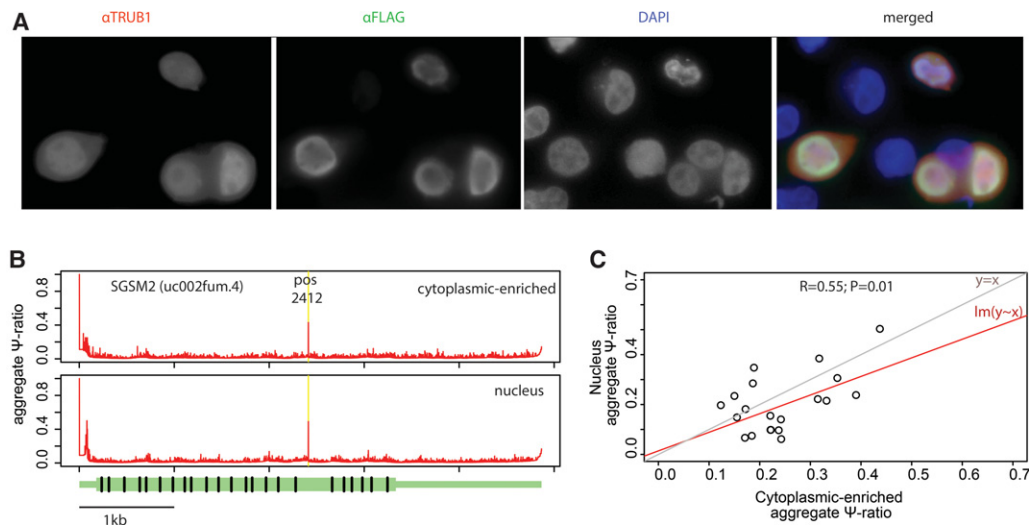 A
αTRUB1
αFLAG
DAPI
merged
B
aggregate Ψ-ratio
0.0 0.4 0.8
SGSM2 (uc002fum.4)
pos
2412
cytoplasmic-enriched
0.0 0.4 0.8
nucleus
1kb
C
Nucleus
aggregate Ψ-ratio
0.7
0.4
0.2
0.0
R=0.55; P=0.01
y=x
lm(y~x)
0.0 0.1 0.2 0.3 0.4 0.5 0.6 0.7
Cytoplasmic-enriched
aggregate Ψ-ratio